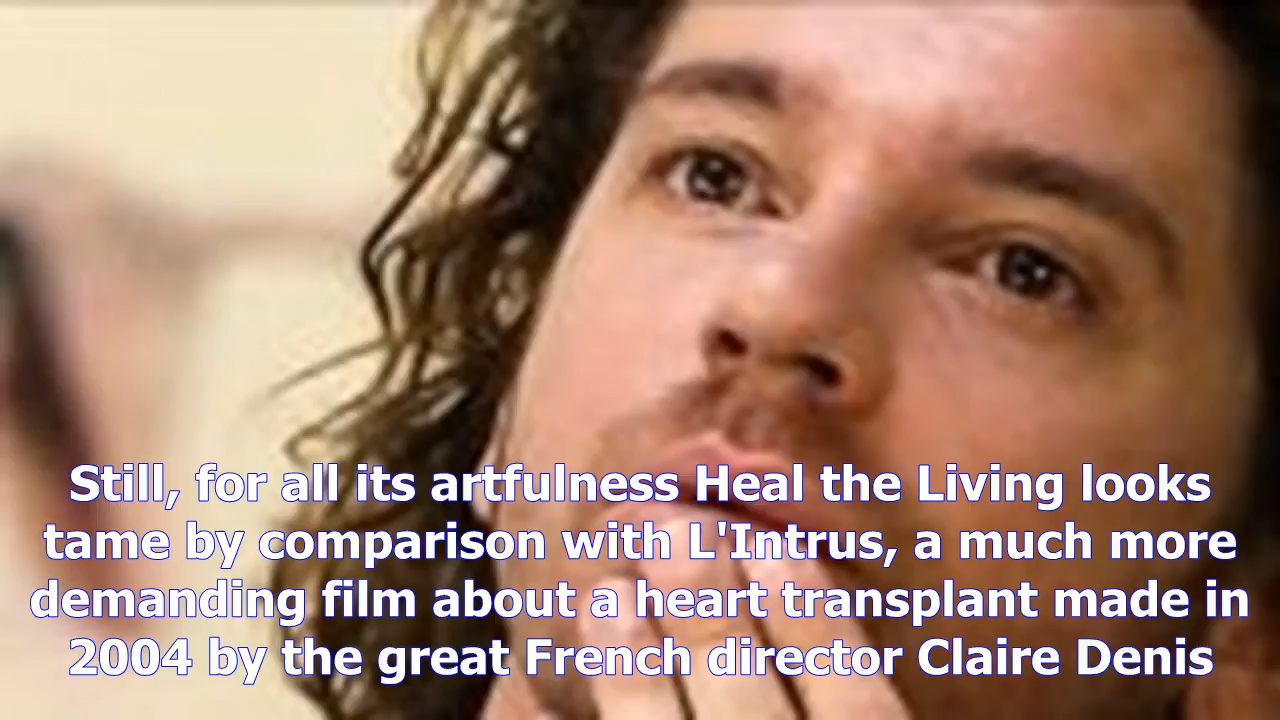 Still, for all its artfulness Heal the Living looks
tame by comparison with L'Intrus, a much more
demanding film about a heart transplant made in
2004 by the great French director Claire Denis